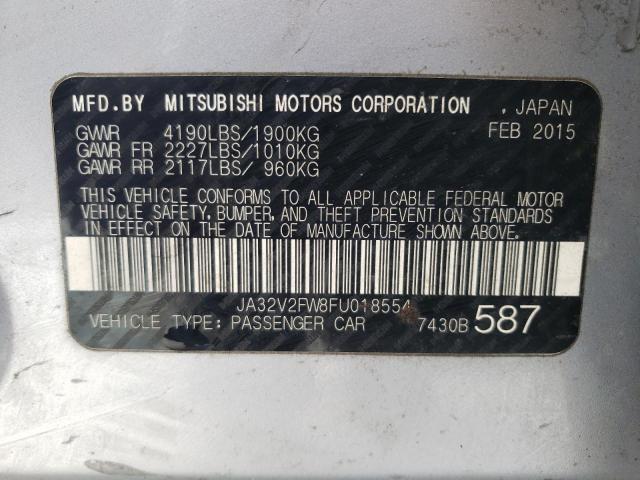 MFD.BY MITSUBISHI MOTORS CORPORATION , JAPAN
GVWR 4190LBS/1900KG FEB 2015
GAWR FR 2227LBS/1010KG
GAWR RR 2117LBS/ 960KG
THIS VEHICLE CONFORMS TO ALL APPLICABLE FEDERAL MOTOR
VEHICLE SAFETY, BUMPER, AND THEFT PREVENTION STANDARDS
IN EFFECT ON THE DATE OF MANUFACTURE SHOWN ABOVE.
JA32V2FW8FU018554
VEHICLE TYPE: PASSENGER CAR 7430B 587